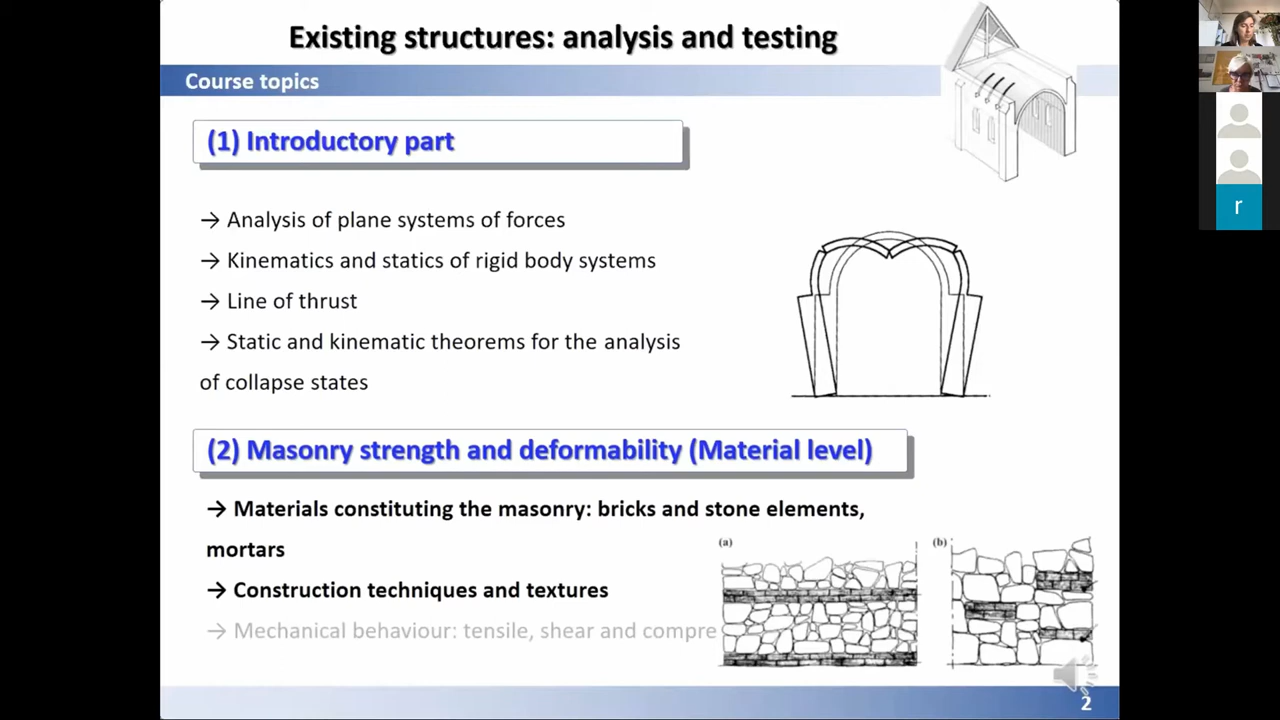 Existing structures: analysis and testing
Course topics
(1) Introductory part
→ Analysis of plane systems of forces
→ Kinematics and statics of rigid body systems
→ Line of thrust
→ Static and kinematic theorems for the analysis
of collapse states
(2) Masonry strength and deformability (Material level)
→ Materials constituting the masonry: bricks and stone elements,
mortars
→ Construction techniques and textures
→ Mechanical behaviour: tensile, shear and compre
(a)
(b)
2
r